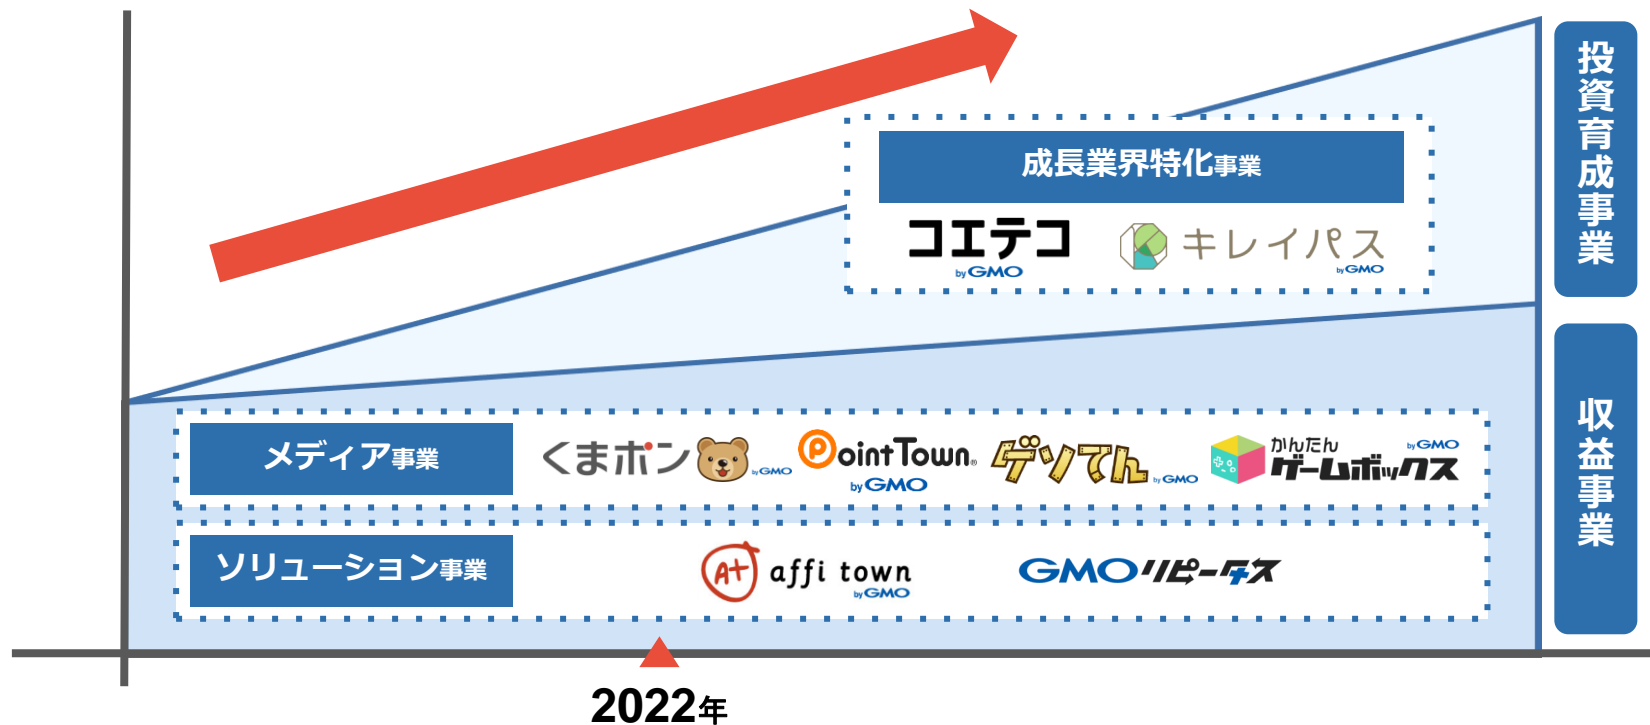 投資育成事業
成長業界特化事業
コエテコ
by GMO
キレイパス
by GMO
収益事業
メディア事業
くまポン
by GMO
PointTown®
by GMO
ゲソてん
by GMO
かんたん
by GMO
ゲームボックス
ソリューション事業
A+
affi town
by GMO
GMOリピータス
2022年